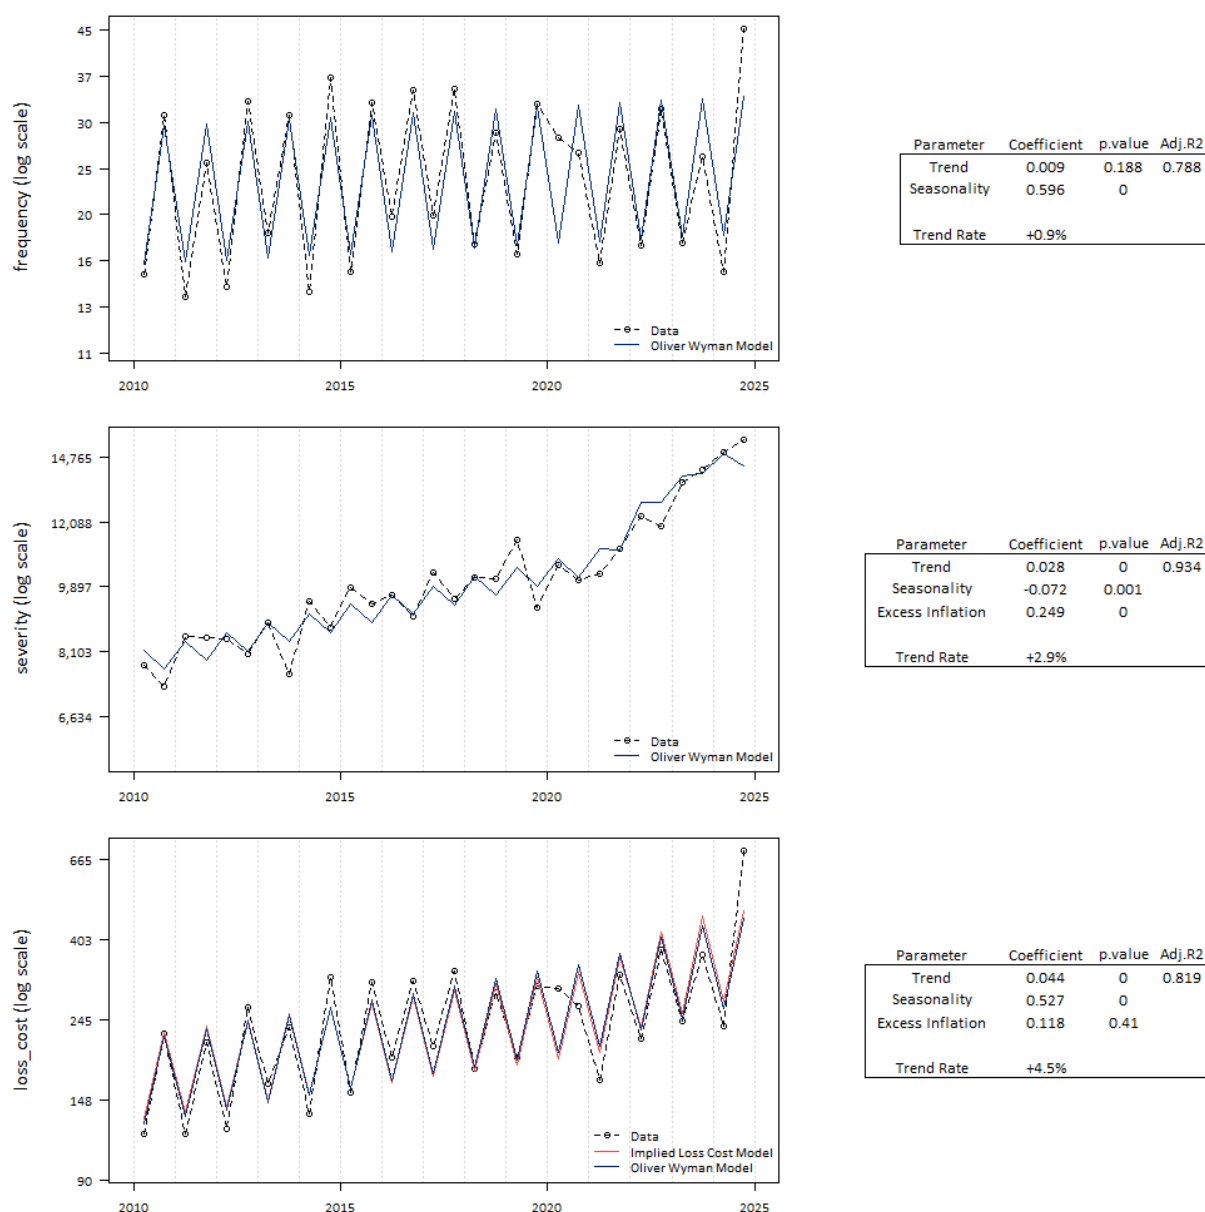 frequency (log scale)
45
37
30
25
20
16
13
11
Data
Oliver Wyman Model
2010 2015 2020 2025
Parameter Coefficient p.value Adj.R2
Trend 0.009 0.188 0.788
Seasonality 0.596 0
Trend Rate +0.9%
severity (log scale)
14,765
12,088
9,897
8,103
6,634
Data
Oliver Wyman Model
2010 2015 2020 2025
Parameter Coefficient p.value Adj.R2
Trend 0.028 0 0.934
Seasonality -0.072 0.001
Excess Inflation 0.249 0
Trend Rate +2.9%
loss_cost (log scale)
665
403
245
148
90
Data
Implied Loss Cost Model
Oliver Wyman Model
2010 2015 2020 2025
Parameter Coefficient p.value Adj.R2
Trend 0.044 0 0.819
Seasonality 0.527 0
Excess Inflation 0.118 0.41
Trend Rate +4.5%